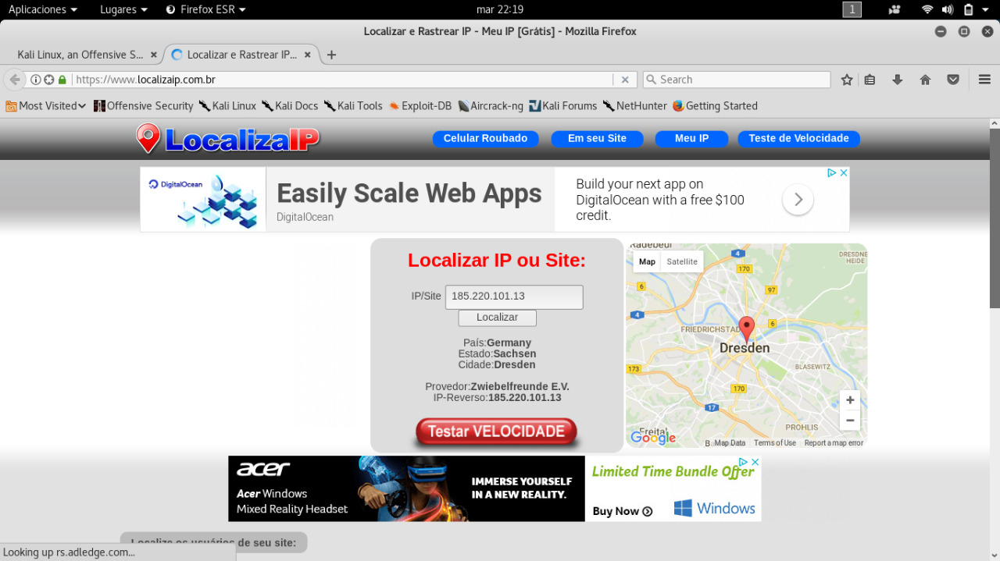 Aplicaciones Lugares Firefox ESR mar 22:19 1
Localizar e Rastrear IP - Meu IP [Grátis] - Mozilla Firefox
Kali Linux, an Offensive S... Localizar e Rastrear IP...
https://www.localizaip.com.br Search
Most Visited Offensive Security Kali Linux Kali Docs Kali Tools Exploit-DB Aircrack-ng Kali Forums NetHunter Getting Started
LocalizaIP Celular Roubado Em seu Site Meu IP Teste de Velocidade
DigitalOcean
Easily Scale Web Apps
DigitalOcean
Build your next app on
DigitalOcean with a free $100
credit.
Localizar IP ou Site:
IP/Site 185.220.101.13
Localizar
País:Germany
Estado:Sachsen
Cidade:Dresden
Provedor:Zwiebelfreunde E.V.
IP-Reverso:185.220.101.13
Testar VELOCIDADE
Radebeul
Map Satellite
4
170
DRESDNER
HEIDE
6
97
4
6
FRIEDRICHSTADT
Dresden
BLASEWITZ
173
170
17
PROHLIS
Freital
Google
Map Data Terms of Use Report a map error
acer
Acer Windows
Mixed Reality Headset
IMMERSE YOURSELF
IN A NEW REALITY.
Limited Time Bundle Offer
Buy Now Windows
Localize os usuários de seu site:
Looking up rs.adledge.com...